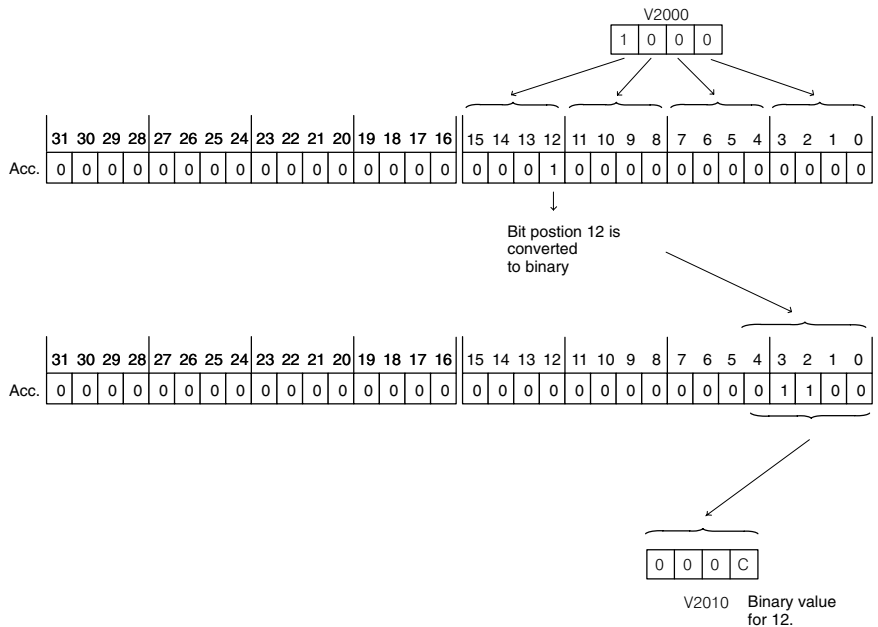 V2000
1 0 0 0
31 30 29 28 27 26 25 24 23 22 21 20 19 18 17 16 15 14 13 12 11 10 9 8 7 6 5 4 3 2 1 0
Acc. 0 0 0 0 0 0 0 0 0 0 0 0 0 0 0 0 0 0 0 1 0 0 0 0 0 0 0 0 0 0 0 0
Bit postion 12 is
converted
to binary
31 30 29 28 27 26 25 24 23 22 21 20 19 18 17 16 15 14 13 12 11 10 9 8 7 6 5 4 3 2 1 0
Acc. 0 0 0 0 0 0 0 0 0 0 0 0 0 0 0 0 0 0 0 0 0 0 0 0 0 0 0 0 1 1 0 0
0 0 0 C
V2010 Binary value
for 12.